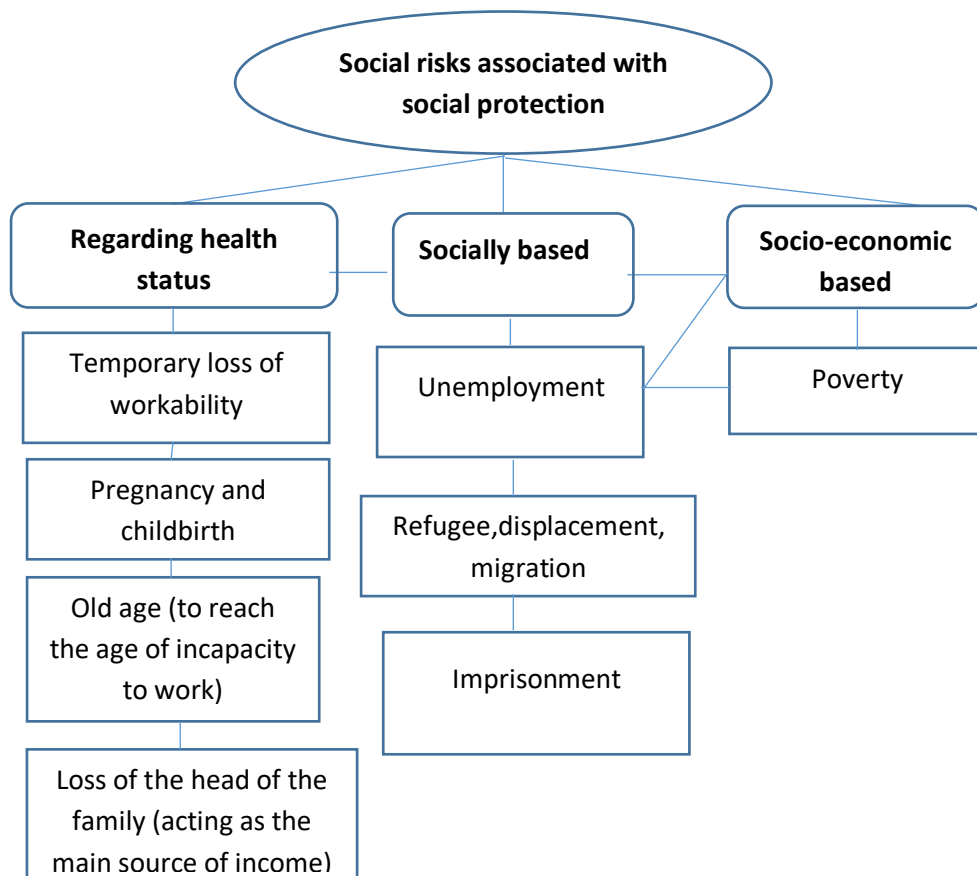 Social risks associated with
social protection
Regarding health
status
Socially based
Socio-economic
based
Temporary loss of
workability
Unemployment
Poverty
Pregnancy and
childbirth
Refugee,displacement,
migration
Old age (to reach
the age of incapacity
to work)
Imprisonment
Loss of the head of the
family (acting as the
main source of income)